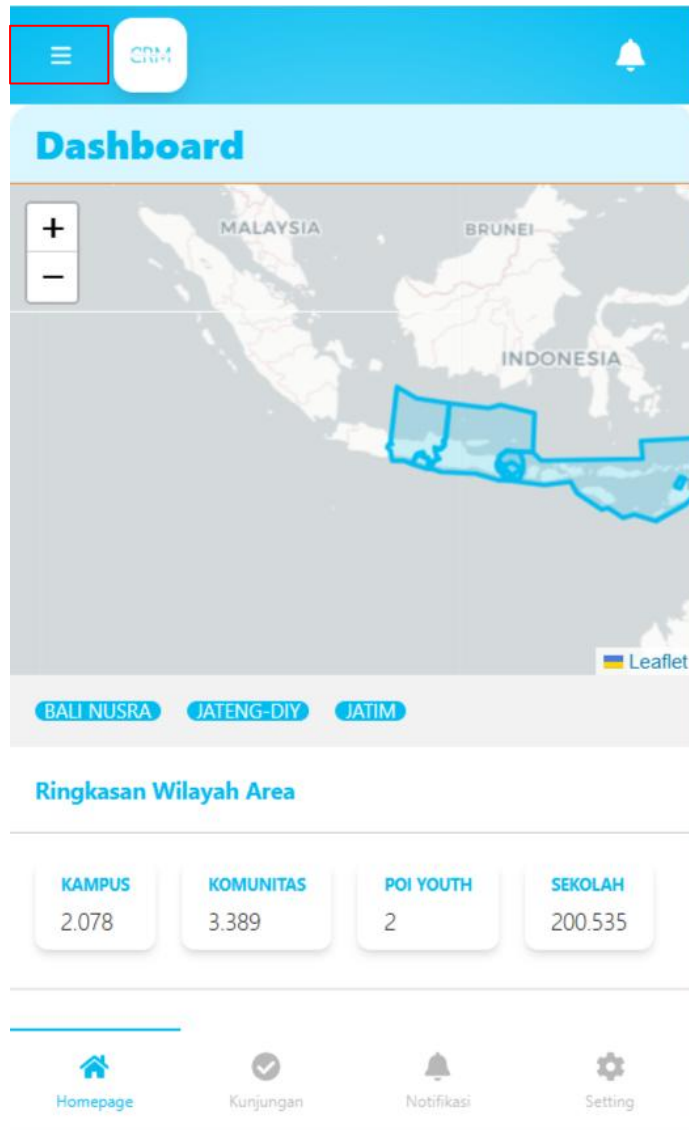 CRM
Dashboard
+
MALAYSIA
BRUNEI
−
INDONESIA
Leaflet
BALI NUSRA JATENG-DIY JATIM
Ringkasan Wilayah Area
KAMPUS KOMUNITAS POI YOUTH SEKOLAH
2.078 3.389 2 200.535
Homepage Kunjungan Notifikasi Setting